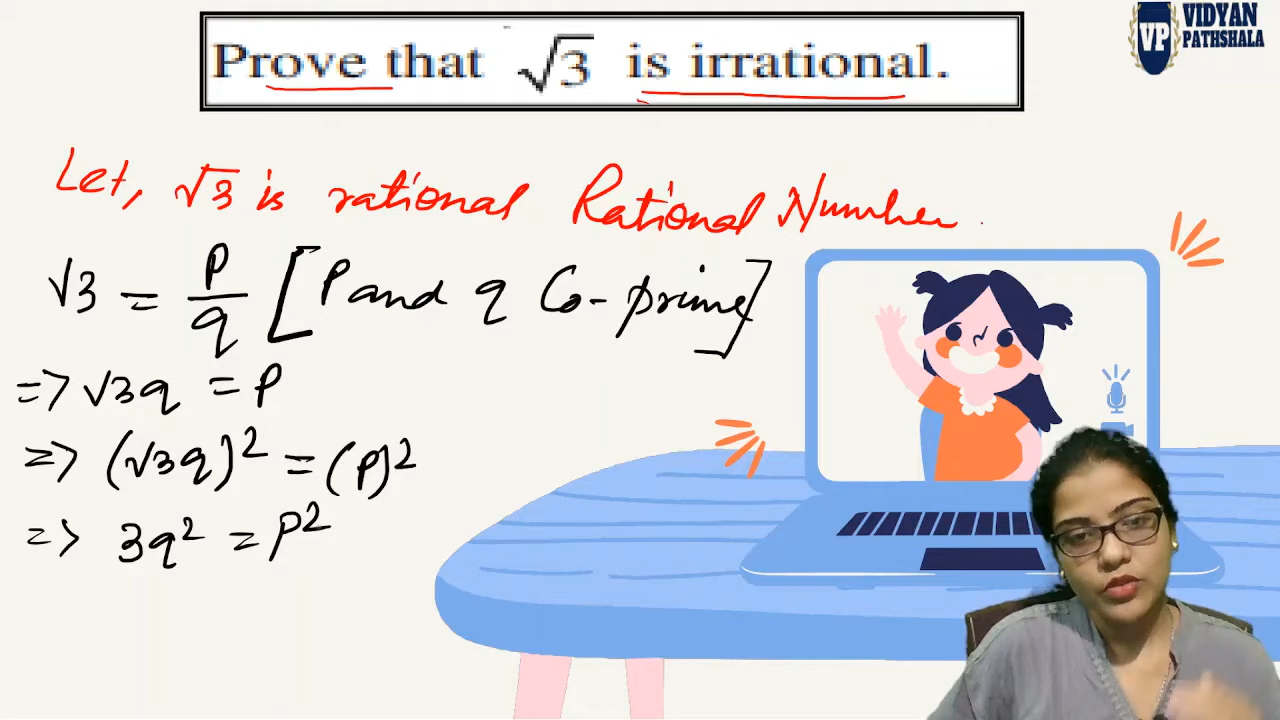 Prove that √3 is irrational.
VP VIDYAN PATHSHALA
Let, √3 is rational Rational Number.
√3 = P/q [P and q Co-prime]
=> √3q = P
=> (√3q)² = (P)²
=> 3q² = P²